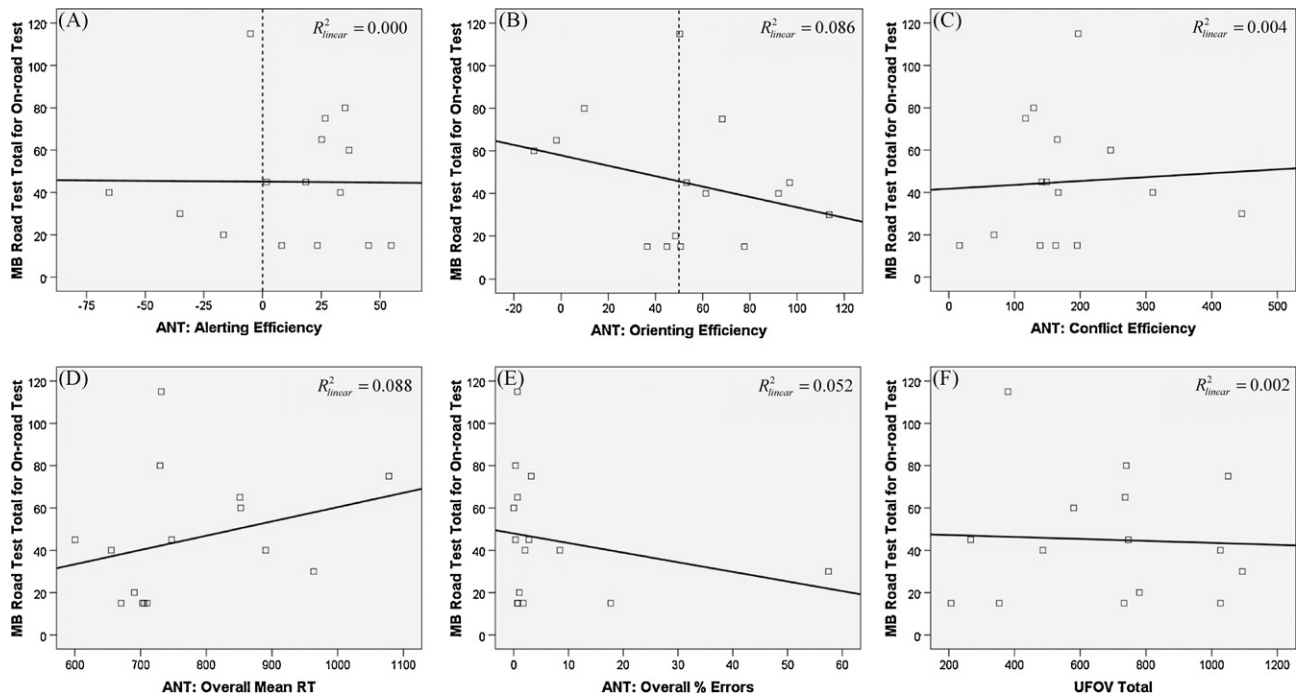 (A)
R²linear = 0.000
MB Road Test Total for On-road Test
120
100
80
60
40
20
0
-75 -50 -25 0 25 50
ANT: Alerting Efficiency
(B)
R²linear = 0.086
MB Road Test Total for On-road Test
120
100
80
60
40
20
0
-20 0 20 40 60 80 100 120
ANT: Orienting Efficiency
(C)
R²linear = 0.004
MB Road Test Total for On-road Test
120
100
80
60
40
20
0
0 100 200 300 400 500
ANT: Conflict Efficiency
(D)
R²linear = 0.088
MB Road Test Total for On-road Test
120
100
80
60
40
20
0
600 700 800 900 1000 1100
ANT: Overall Mean RT
(E)
R²linear = 0.052
MB Road Test Total for On-road Test
120
100
80
60
40
20
0
0 10 20 30 40 50 60
ANT: Overall % Errors
(F)
R²linear = 0.002
MB Road Test Total for On-road Test
120
100
80
60
40
20
0
200 400 600 800 1000 1200
UFOV Total